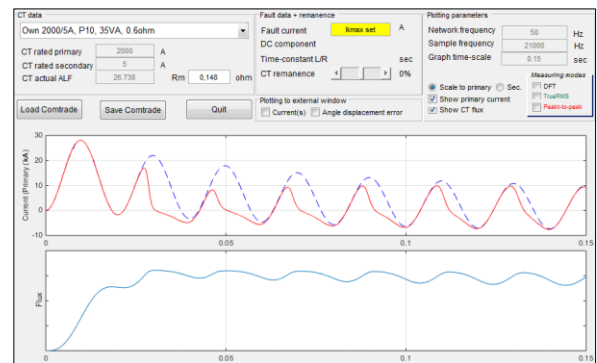 CT data
Own 2000/5A, P10, 35VA, 0.6ohm
CT rated primary 2000 A
CT rated secondary 5 A
CT actual ALF 26.738 Rm 0,148 ohm
Load Comtrade Save Comtrade Quit
Fault data + remanence
Fault current Ikmax set A
DC component
Time-constant L/R sec
CT remanence 0%
Plotting to external window
Current(s) Angle displacement error
Plotting parameters
Network frequency 50 Hz
Sample frequency 21000 Hz
Graph time-scale 0.15 sec
Scale to primary Sec.
Show primary current
Show CT flux
Measuring modes
DFT
TrueRMS
Peakt-to-peak
Current (Primary (kA)
30
20
10
0
-10
0 0.05 0.1 0.15
Flux
0 0.05 0.1 0.15